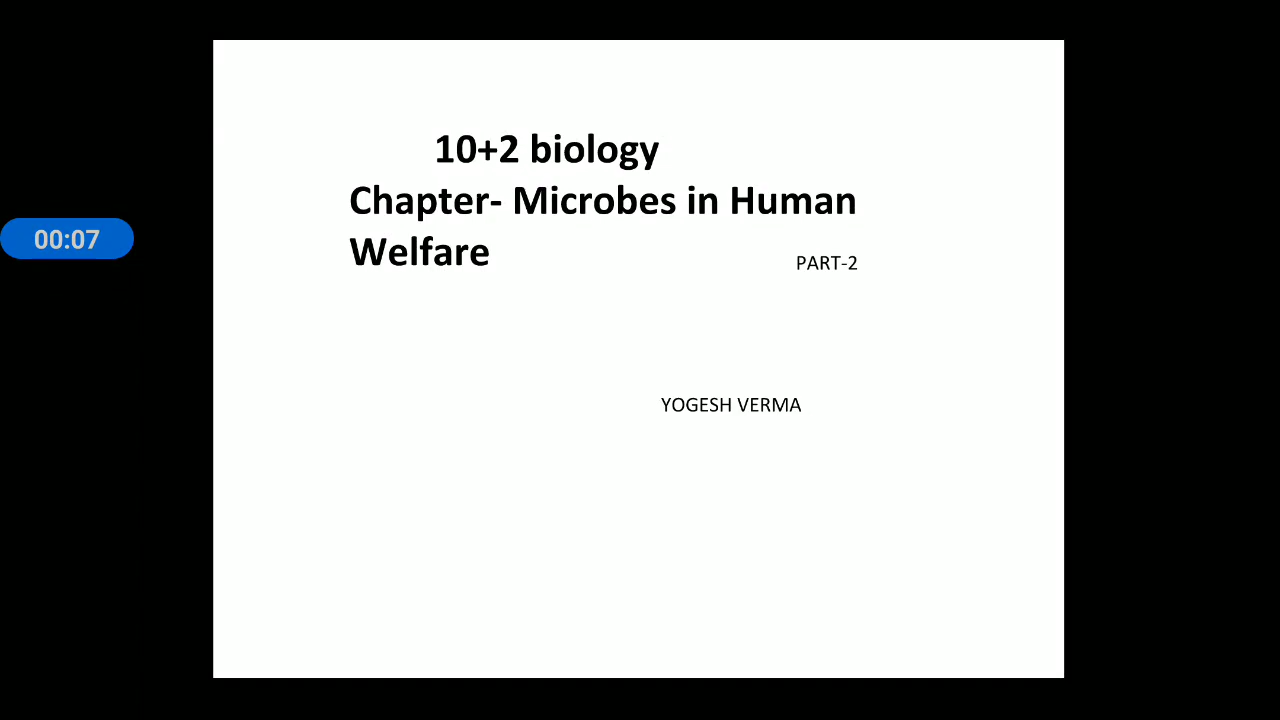 10+2 biology
Chapter- Microbes in Human
Welfare
PART-2
00:07
YOGESH VERMA